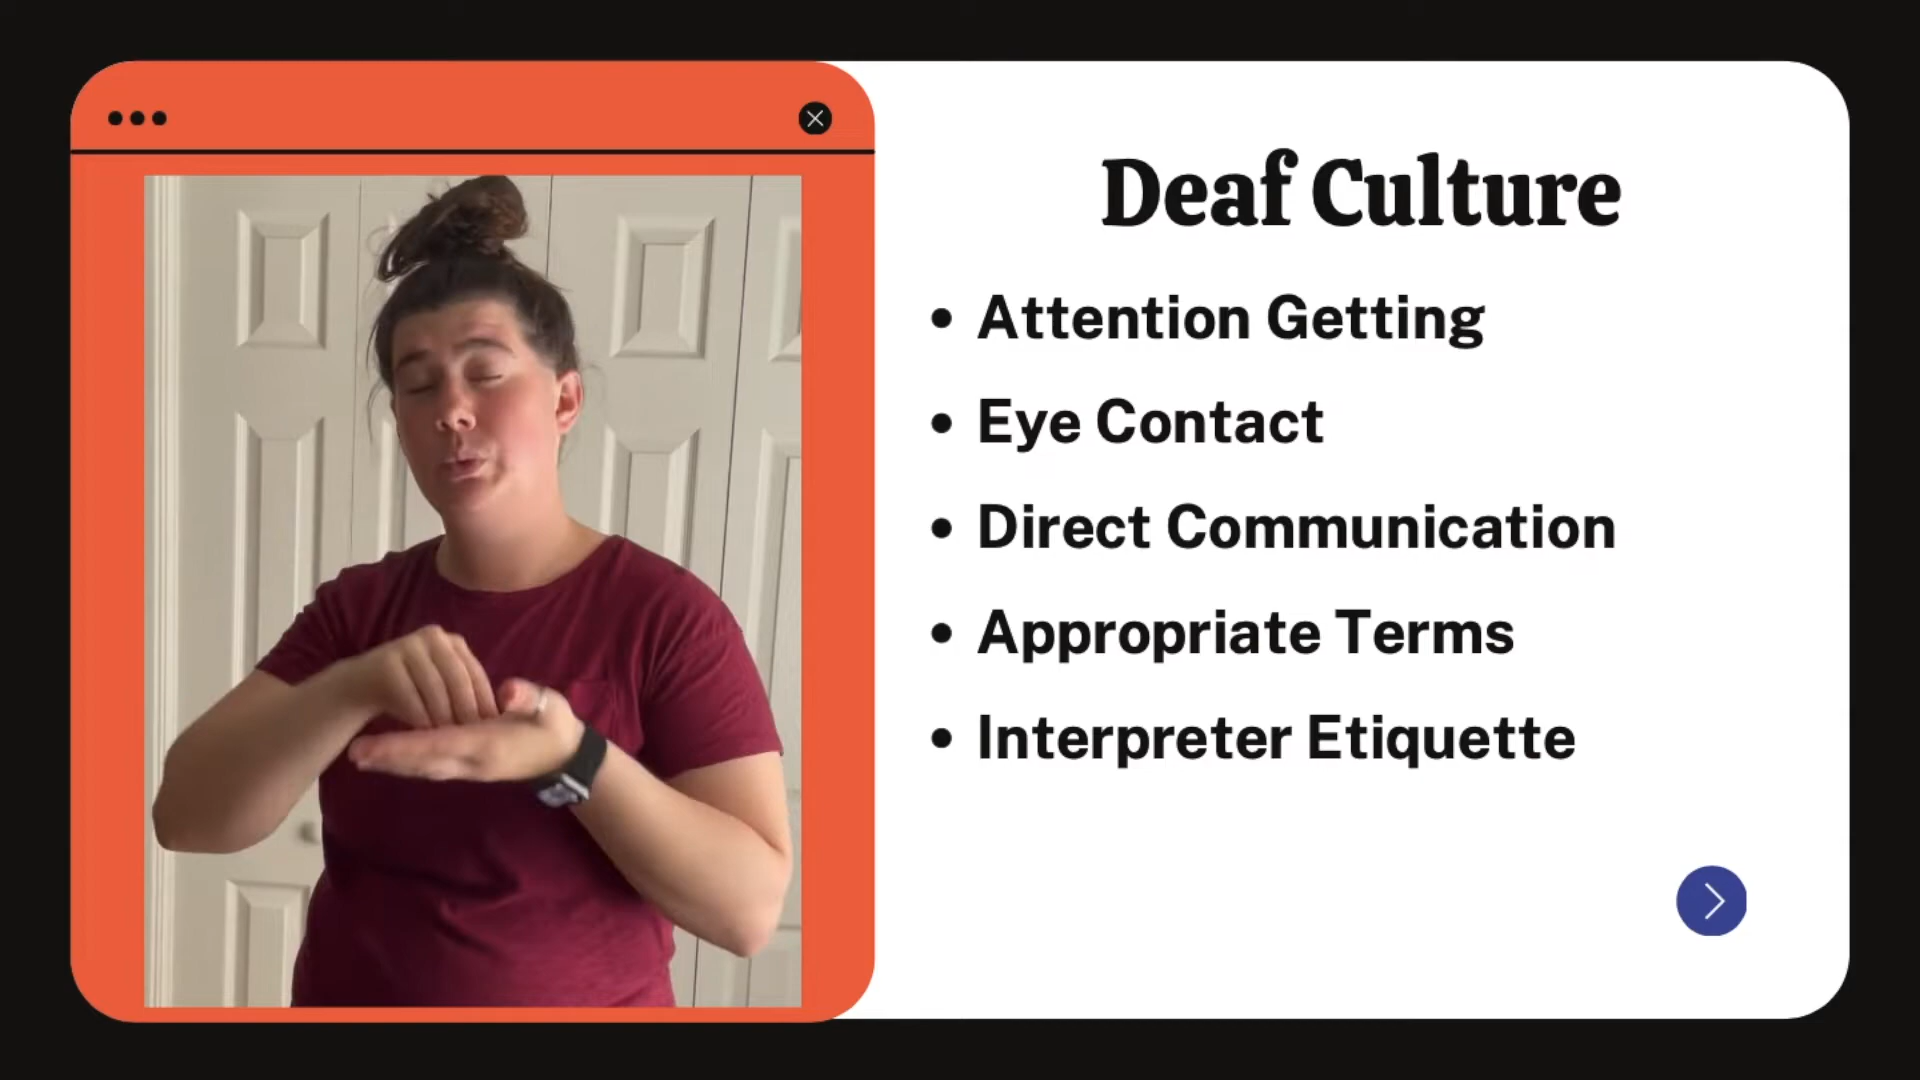 Deaf Culture
Attention Getting
Eye Contact
Direct Communication
Appropriate Terms
Interpreter Etiquette